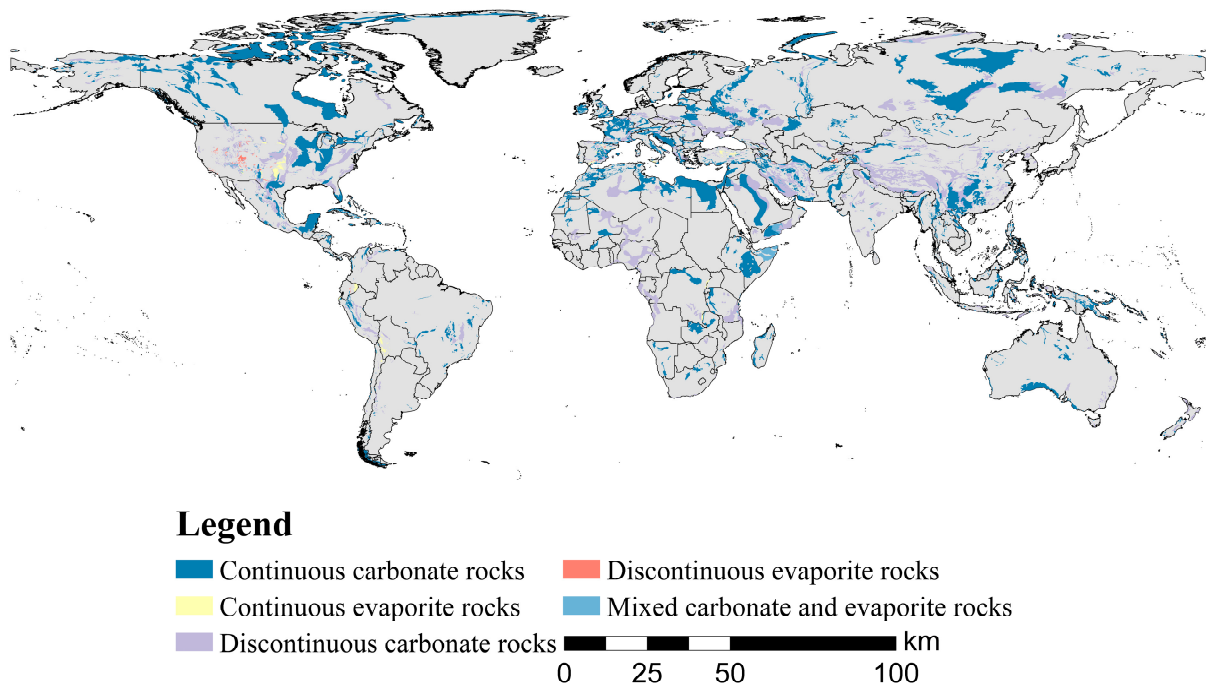 Legend
Continuous carbonate rocks
Discontinuous evaporite rocks
Continuous evaporite rocks
Mixed carbonate and evaporite rocks
Discontinuous carbonate rocks
km
0 25 50 100